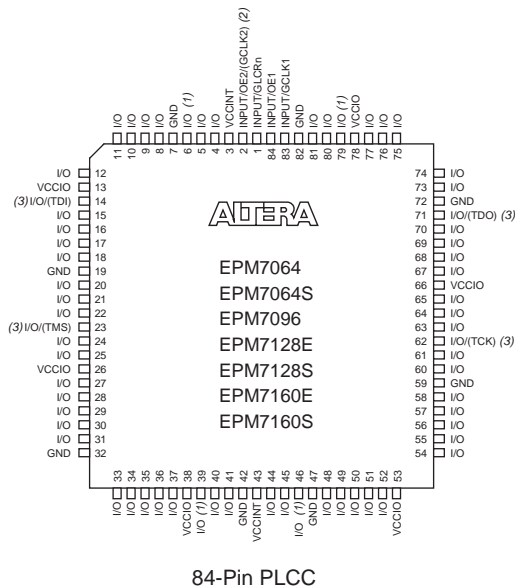 I/O I/O I/O I/O GND I/O (1) I/O I/O VCCINT INPUT/OE2/(GCLK2) (2) INPUT/GLCRn INPUT/OE1 INPUT/GCLK1 GND I/O I/O I/O (1) VCCIO I/O I/O I/O
11 10 9 8 7 6 5 4 3 2 1 84 83 82 81 80 79 78 77 76 75
I/O 12
VCCIO 13
(3) I/O/(TDI) 14
I/O 15
I/O 16
I/O 17
I/O 18
GND 19
I/O 20
I/O 21
I/O 22
(3) I/O/(TMS) 23
I/O 24
I/O 25
VCCIO 26
I/O 27
I/O 28
I/O 29
I/O 30
I/O 31
GND 32
ALTERA
EPM7064
EPM7064S
EPM7096
EPM7128E
EPM7128S
EPM7160E
EPM7160S
74 I/O
73 I/O
72 GND
71 I/O/(TDO) (3)
70 I/O
69 I/O
68 I/O
67 I/O
66 VCCIO
65 I/O
64 I/O
63 I/O
62 I/O/(TCK) (3)
61 I/O
60 I/O
59 GND
58 I/O
57 I/O
56 I/O
55 I/O
54 I/O
33 34 35 36 37 38 39 40 41 42 43 44 45 46 47 48 49 50 51 52 53
I/O I/O I/O I/O I/O VCCIO I/O (1) I/O I/O GND VCCINT I/O I/O I/O (1) GND I/O I/O I/O I/O I/O VCCIO
84-Pin PLCC